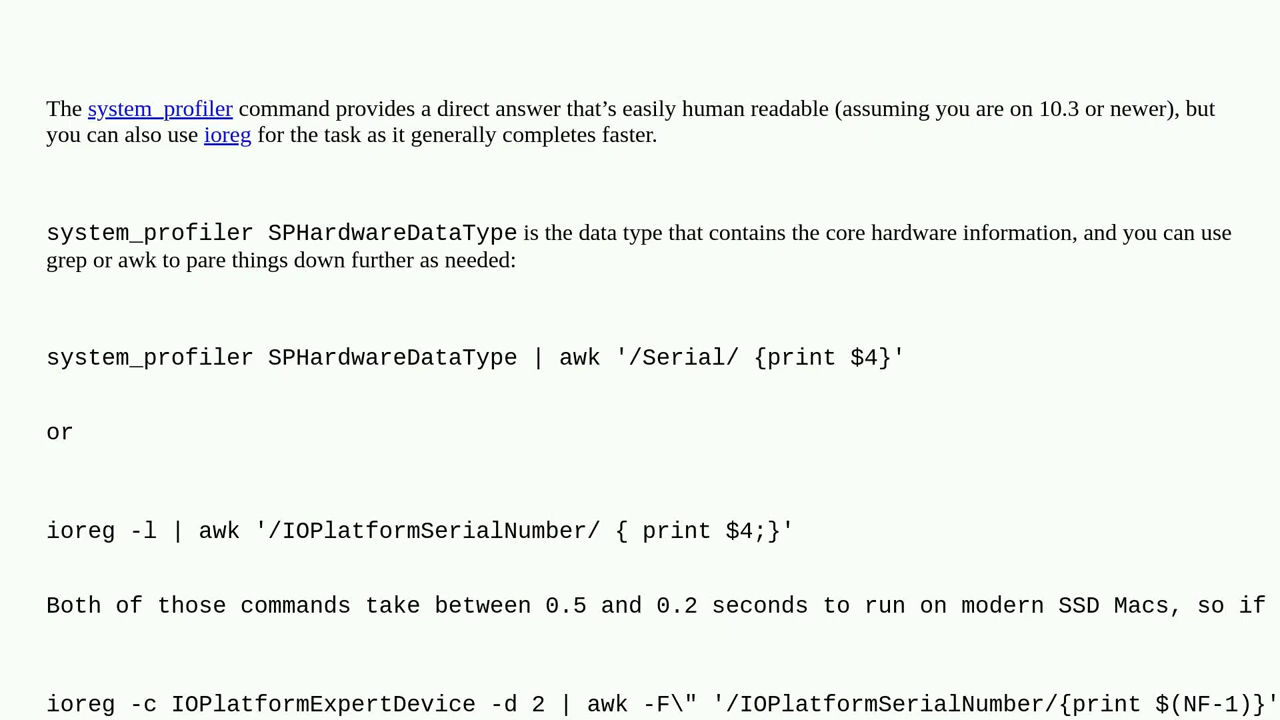 The system_profiler command provides a direct answer that’s easily human readable (assuming you are on 10.3 or newer), but
you can also use ioreg for the task as it generally completes faster.
system_profiler SPHardwareDataType is the data type that contains the core hardware information, and you can use
grep or awk to pare things down further as needed:
system_profiler SPHardwareDataType | awk '/Serial/ {print $4}'
or
ioreg -l | awk '/IOPlatformSerialNumber/ { print $4;}'
Both of those commands take between 0.5 and 0.2 seconds to run on modern SSD Macs, so if
ioreg -c IOPlatformExpertDevice -d 2 | awk -F\" '/IOPlatformSerialNumber/{print $(NF-1)}'